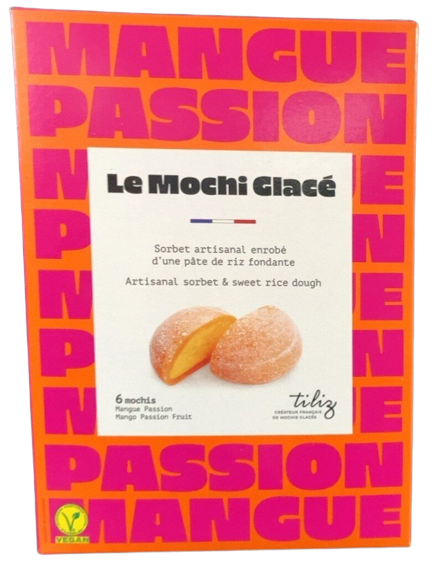 MANGUE
PASSION
Le Mochi Glacé
Sorbet artisanal enrobé
d'une pâte de riz fondante
Artisanal sorbet & sweet rice dough
6 mochis
Mangue Passion
Mango Passion Fruit
tiliz
CRÉATEUR FRANÇAIS
DE MOCHIS GLACÉS
PASSION
MANGUE
VEGAN